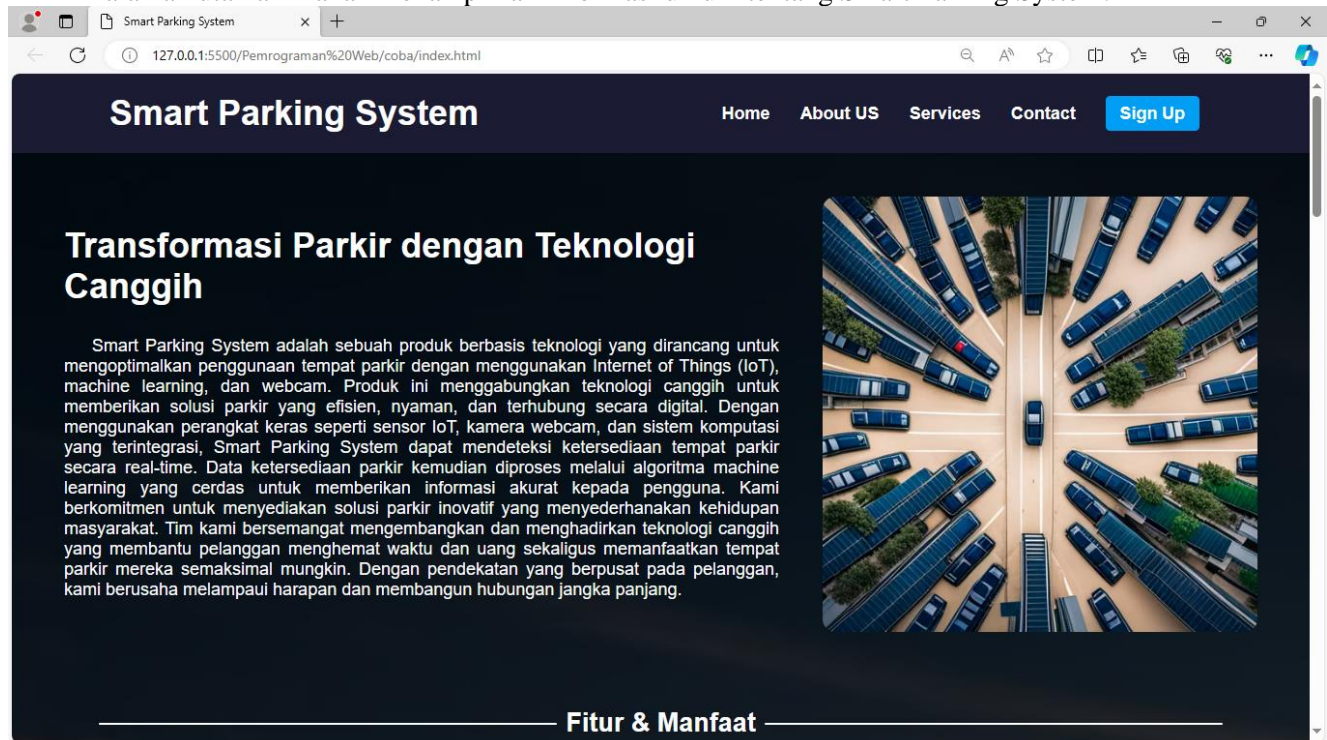 Smart Parking System
127.0.0.1:5500/Pemrograman%20Web/coba/index.html
Smart Parking System
Home About US Services Contact Sign Up
Transformasi Parkir dengan Teknologi
Canggih
Smart Parking System adalah sebuah produk berbasis teknologi yang dirancang untuk
mengoptimalkan penggunaan tempat parkir dengan menggunakan Internet of Things (IoT),
machine learning, dan webcam. Produk ini menggabungkan teknologi canggih untuk
memberikan solusi parkir yang efisien, nyaman, dan terhubung secara digital. Dengan
menggunakan perangkat keras seperti sensor IoT, kamera webcam, dan sistem komputasi
yang terintegrasi, Smart Parking System dapat mendeteksi ketersediaan tempat parkir
secara real-time. Data ketersediaan parkir kemudian diproses melalui algoritma machine
learning yang cerdas untuk memberikan informasi akurat kepada pengguna. Kami
berkomitmen untuk menyediakan solusi parkir inovatif yang menyederhanakan kehidupan
masyarakat. Tim kami bersemangat mengembangkan dan menghadirkan teknologi canggih
yang membantu pelanggan menghemat waktu dan uang sekaligus memanfaatkan tempat
parkir mereka semaksimal mungkin. Dengan pendekatan yang berpusat pada pelanggan,
kami berusaha melampaui harapan dan membangun hubungan jangka panjang.
Fitur & Manfaat